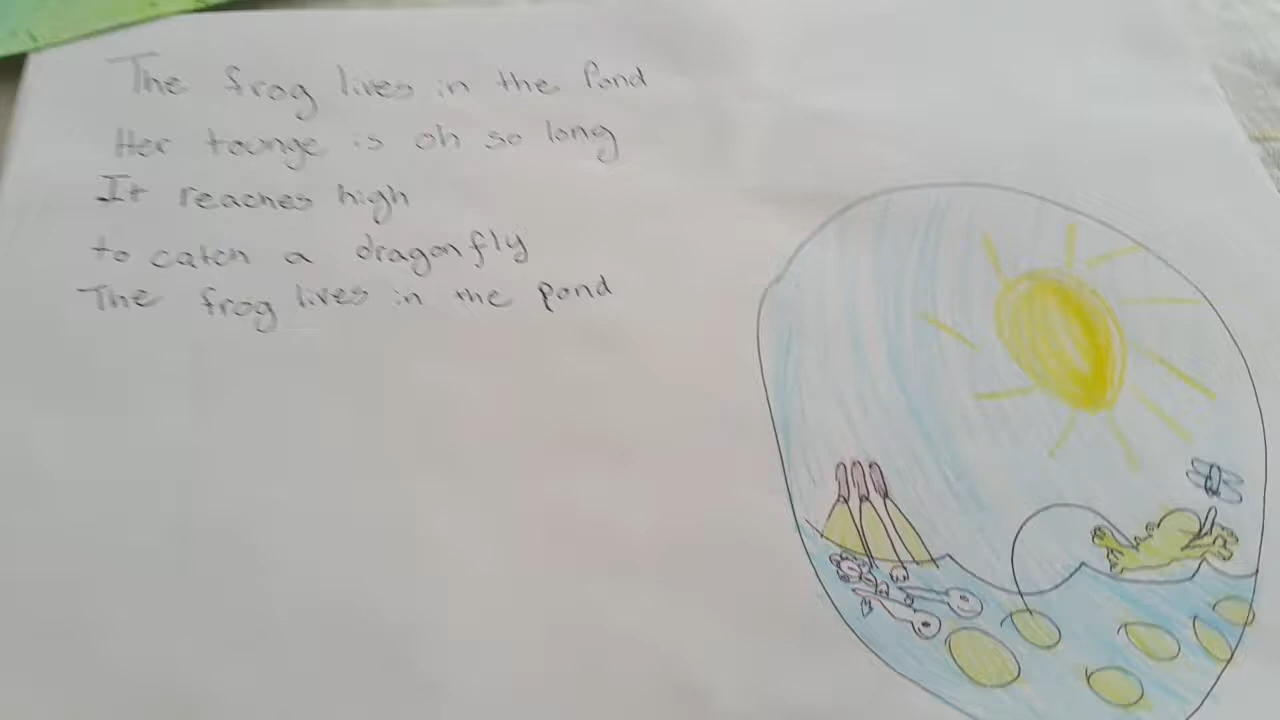 The frog lives in the Pond
Her tounge is oh so long
It reaches high
to catch a dragonfly
The frog lives in the pond